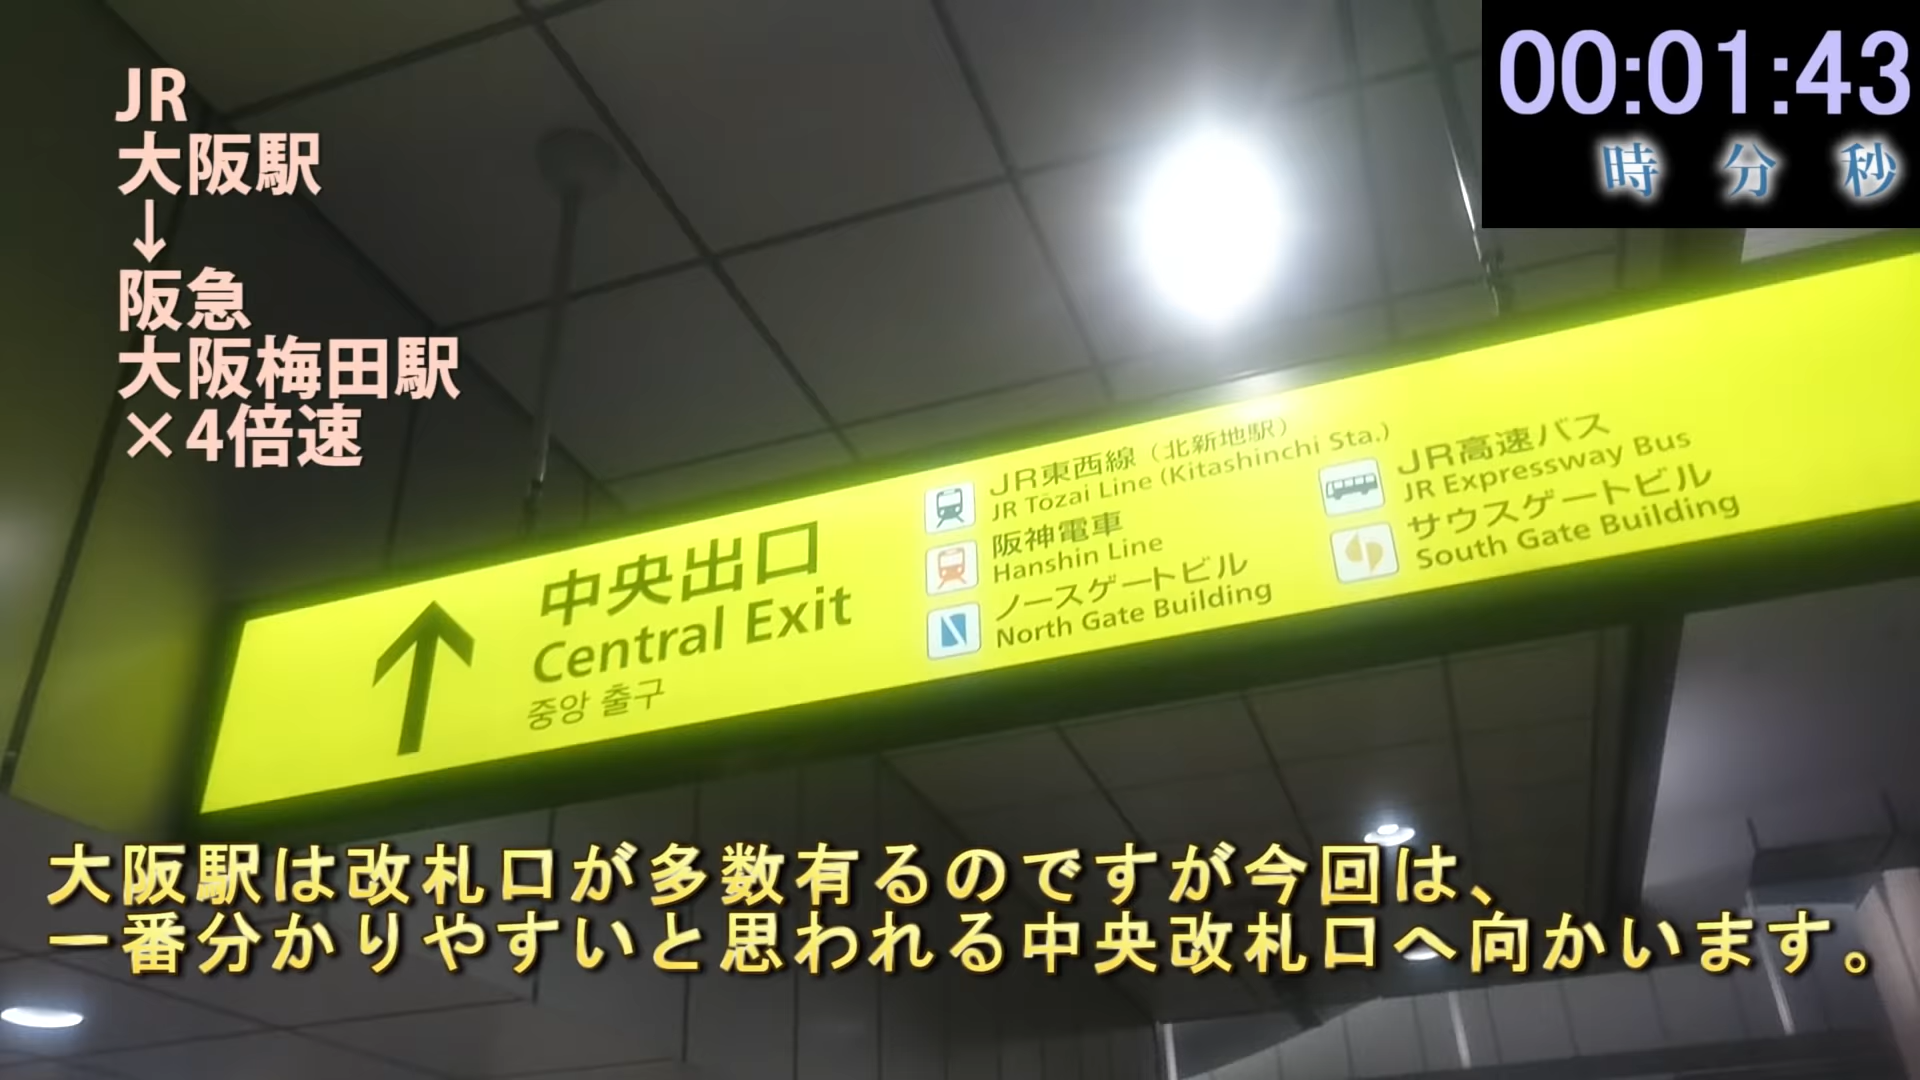 JR
大阪駅
↓
阪急
大阪梅田駅
×4倍速
00:01:43
時 分 秒
中央出口
Central Exit
중앙 출구
JR東西線（北新地駅）
JR Tōzai Line (Kitashinchi Sta.)
阪神電車
Hanshin Line
ノースゲートビル
North Gate Building
JR高速バス
JR Expressway Bus
サウスゲートビル
South Gate Building
大阪駅は改札口が多数有るのですが今回は、
一番分かりやすいと思われる中央改札口へ向かいます。